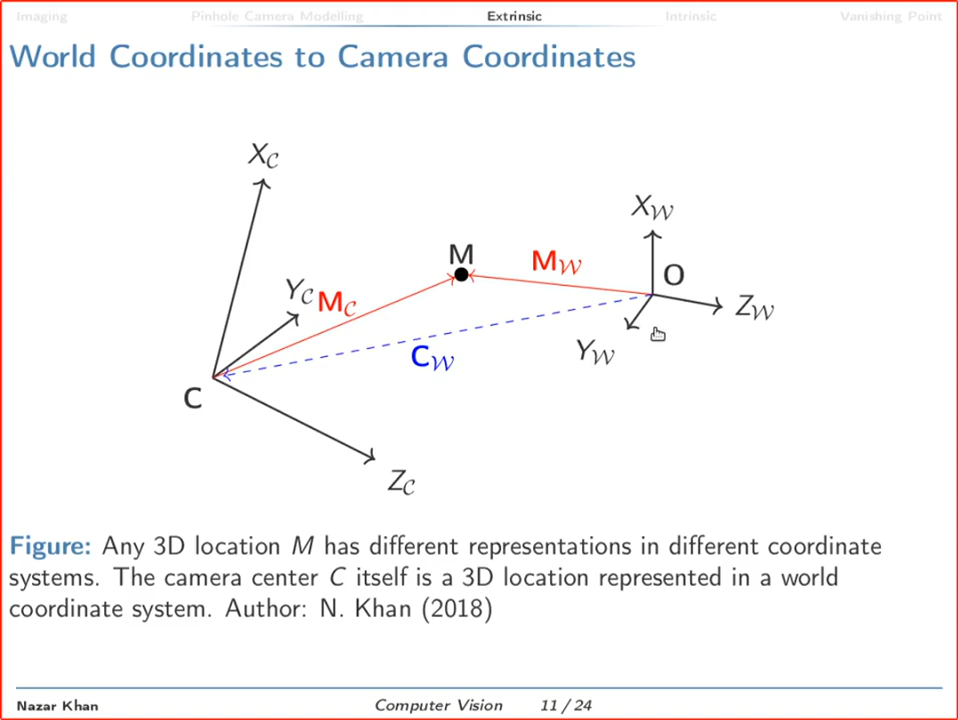 Imaging Pinhole Camera Modelling Extrinsic Intrinsic Vanishing Point
World Coordinates to Camera Coordinates
X𝒞
X𝒲
M
M𝒲
O
Y𝒞
M𝒞
Z𝒲
Y𝒲
C𝒲
C
Z𝒞
Figure: Any 3D location M has different representations in different coordinate
systems. The camera center C itself is a 3D location represented in a world
coordinate system. Author: N. Khan (2018)
Nazar Khan Computer Vision 11 / 24